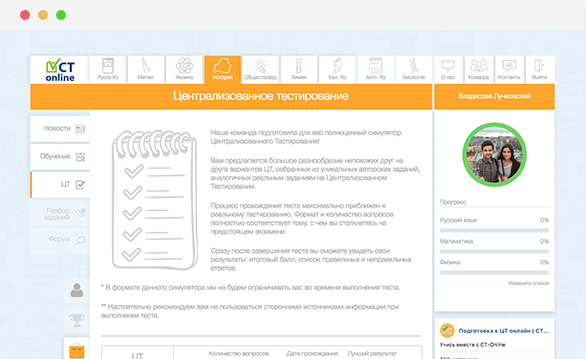 CT
online
Русск.Яз
Матем.
Физика
История
Обществовед.
Химия
Бел. Яз
Англ. Яз
Биология
О нас
Команда
Контакты
Выйти
Централизованное тестирование
Владислав Лучковский
Новости
Обучение
ЦТ
Разбор
заданий
Форум
Наша команда подготовила для вас полноценный симулятор
Централизованного Тестирования!
Вам предлагается большое разнообразие непохожих друг на
друга вариантов ЦТ, собранных из уникальных авторских заданий,
аналогичных реальным заданиям на Централизованном
Тестировании.
Процесс прохождения теста максимально приближен к
реальному тестированию. Формат и количество вопросов
полностью соответствует тому, с чем вы столкнетесь на
предстоящем экзамене.
Сразу после завершения теста вы сможете увидеть свои
результаты: итоговый балл, список правильных и неправильных
ответов.
* В формате данного симулятора мы не будем ограничивать вас во времени выполнения теста.
** Настоятельно рекомендуем вам не пользоваться сторонними источниками информации при
выполнении теста.
ЦТ
Количество вопросов
Дата прохождения
Лучший результат
Прогресс
Русский язык 0%
Математика 0%
Физика 0%
Изменить список
Подготовка к ЦТ онлайн | CT...
Учись вместе с CT-Online